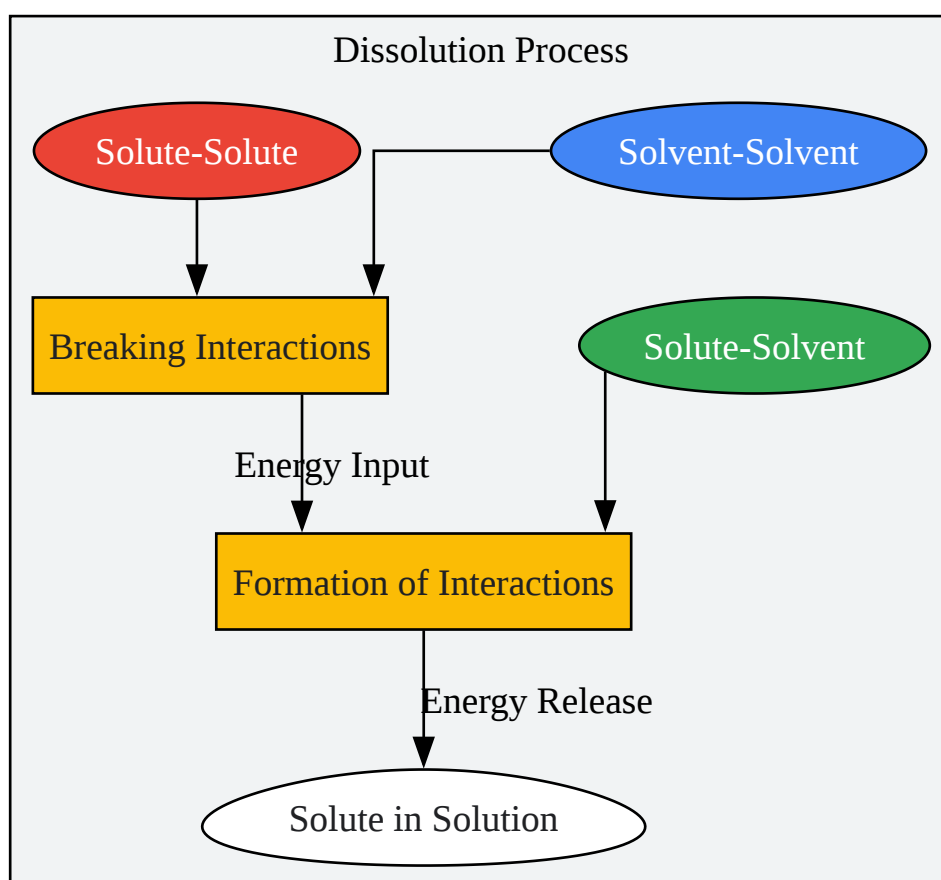 Dissolution Process
Solute-Solute
Solvent-Solvent
Breaking Interactions
Solute-Solvent
Energy Input
Formation of Interactions
Energy Release
Solute in Solution